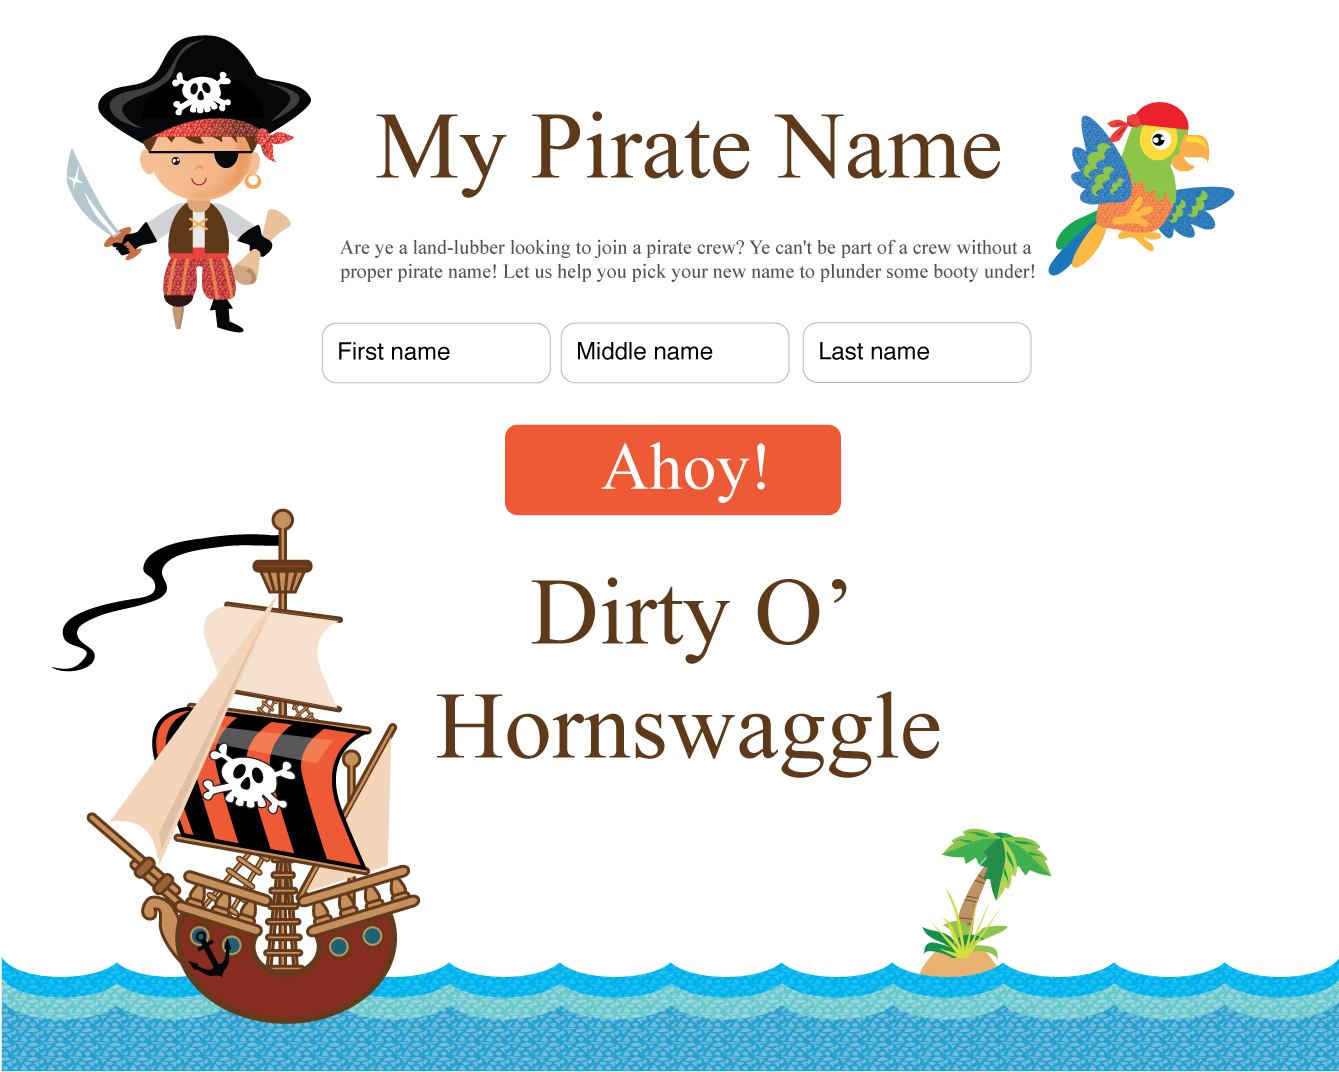 My Pirate Name
Are ye a land-lubber looking to join a pirate crew? Ye can't be part of a crew without a
proper pirate name! Let us help you pick your new name to plunder some booty under!
First name Middle name Last name
Ahoy!
Dirty O’
Hornswaggle